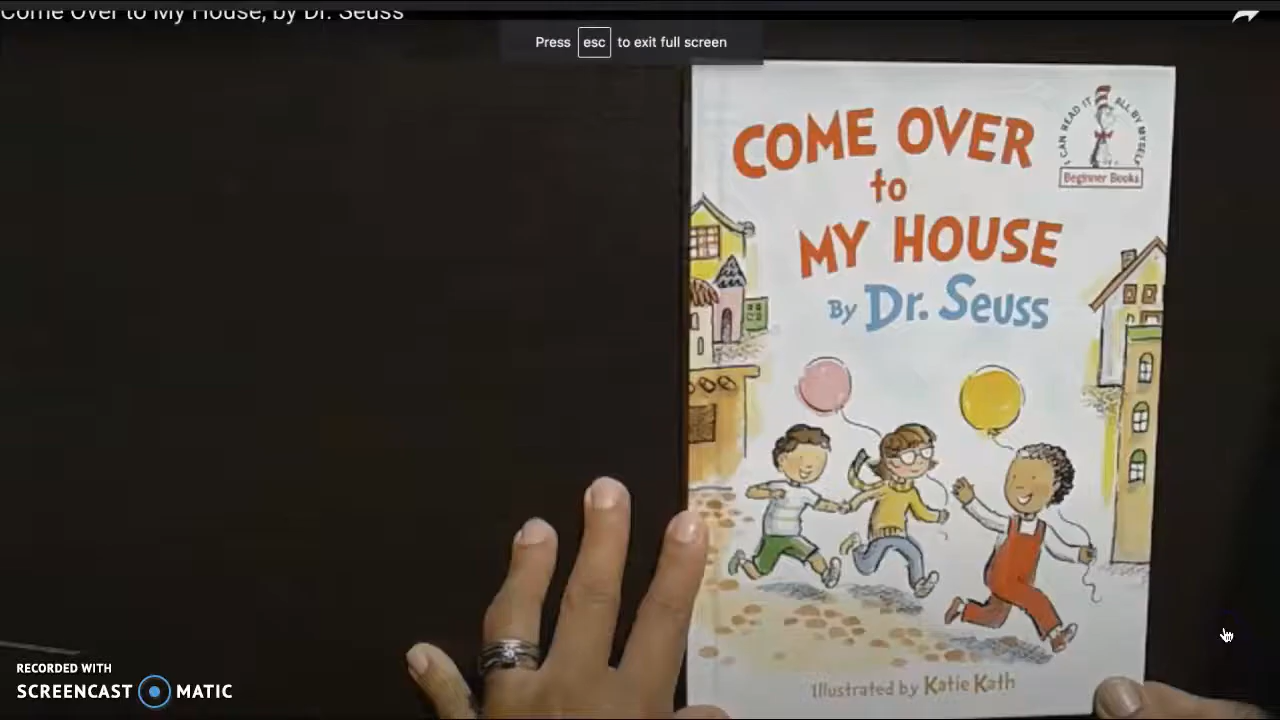 Come Over to My House, by Dr. Seuss
Press esc to exit full screen
COME OVER
to
MY HOUSE
By Dr. Seuss
I CAN READ IT ALL BY MYSELF
Beginner Books
Illustrated by Katie Kath
RECORDED WITH
SCREENCAST MATIC